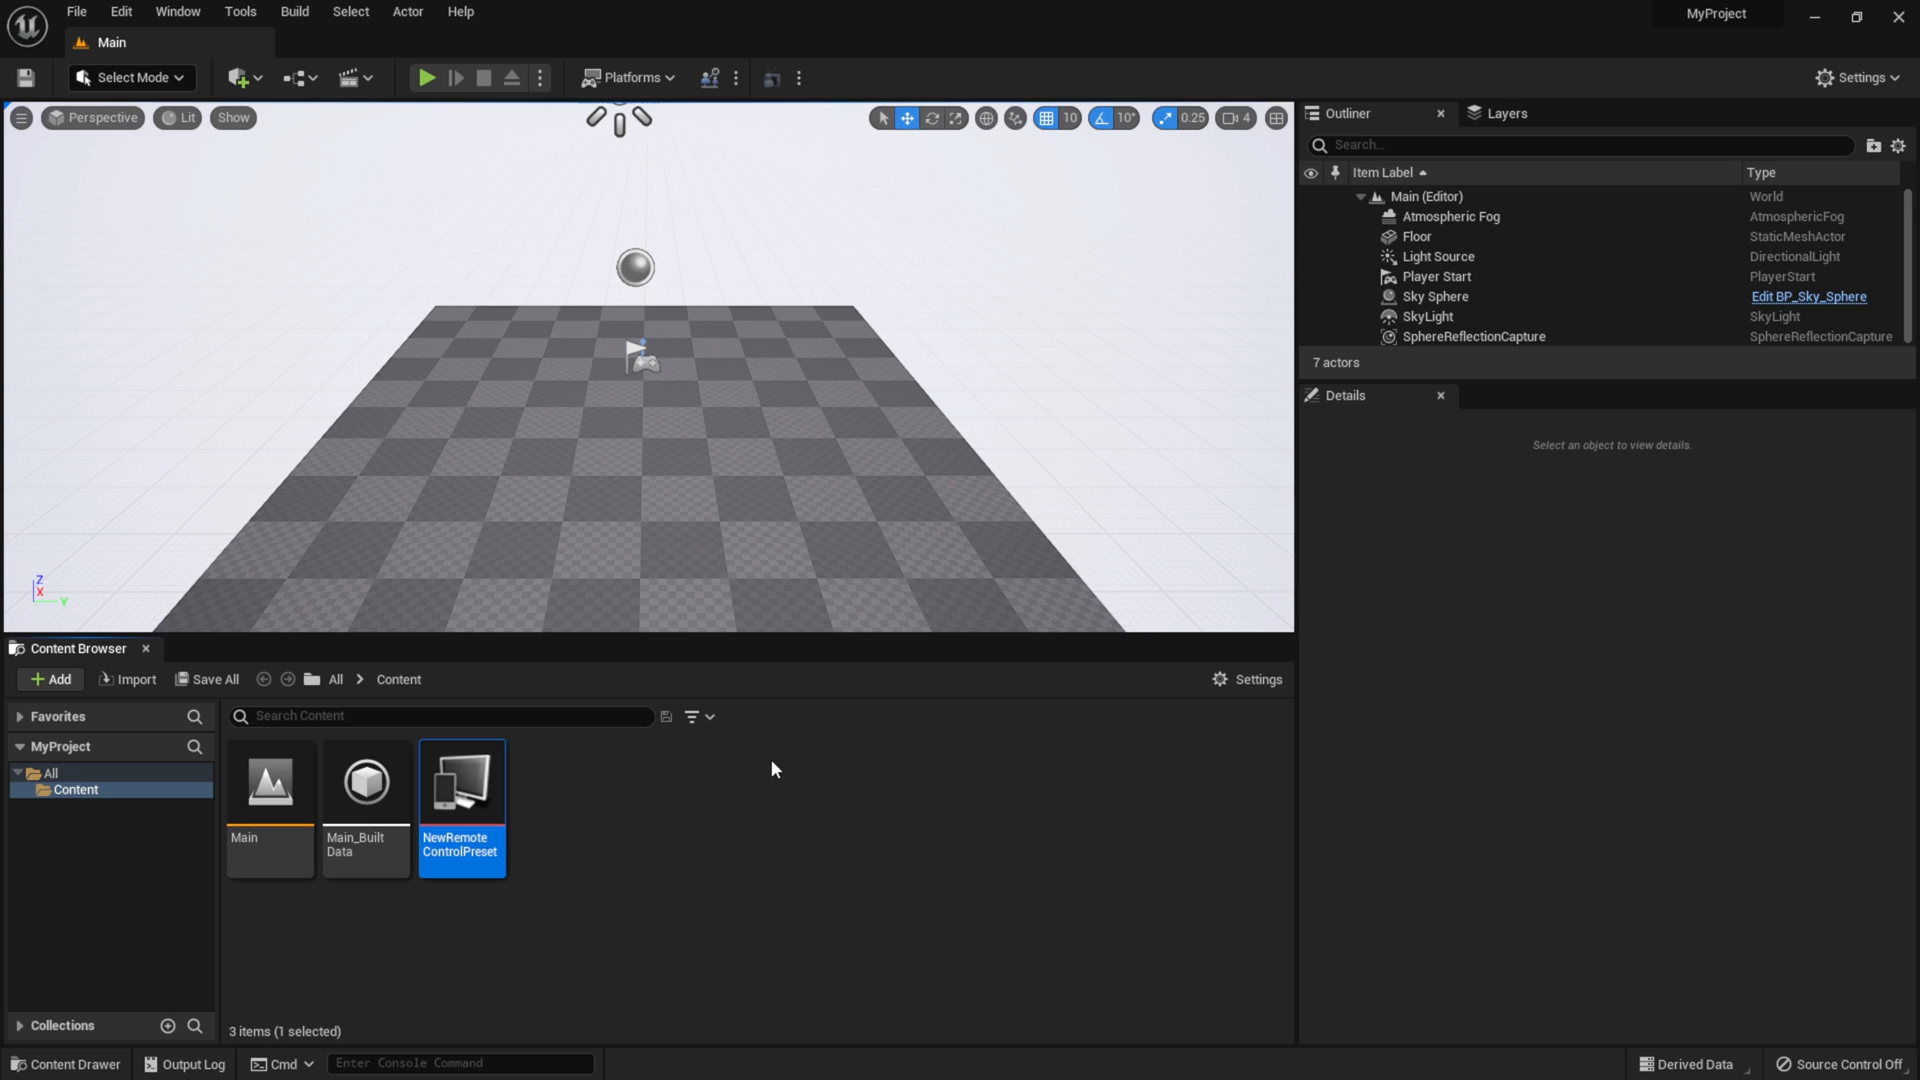 File Edit Window Tools Build Select Actor Help
MyProject
Main
Select Mode
Platforms
Settings
Perspective Lit Show
10 10° 0.25 4
Outliner Layers
Search...
Item Label Type
Main (Editor) World
Atmospheric Fog AtmosphericFog
Floor StaticMeshActor
Light Source DirectionalLight
Player Start PlayerStart
Sky Sphere Edit BP_Sky_Sphere
SkyLight SkyLight
SphereReflectionCapture SphereReflectionCapture
7 actors
Details
Select an object to view details.
Z
X
Y
Content Browser
Add Import Save All All Content Settings
Favorites
Search Content
MyProject
All
Content
Main
Main_Built
Data
NewRemote
ControlPreset
Collections
3 items (1 selected)
Content Drawer Output Log Cmd Enter Console Command Derived Data Source Control Off